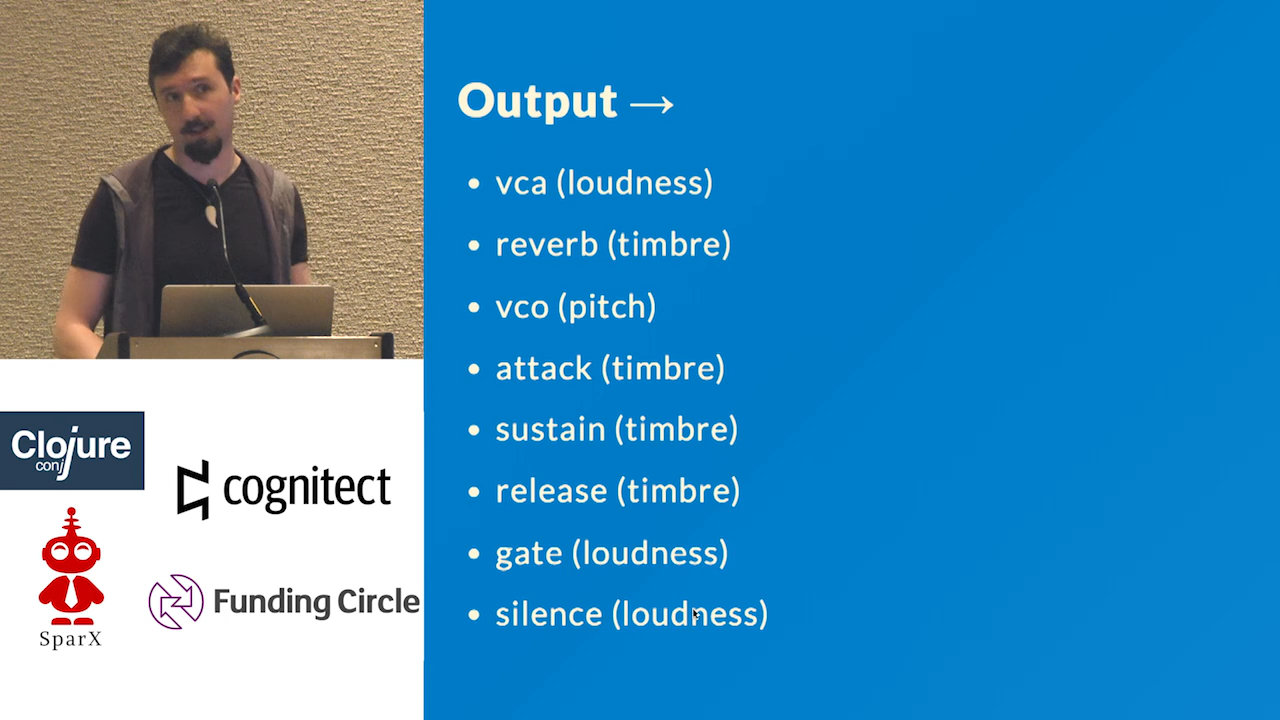 Output →
• vca (loudness)
• reverb (timbre)
• vco (pitch)
• attack (timbre)
• sustain (timbre)
• release (timbre)
• gate (loudness)
• silence (loudness)
Clojure
conj
cognitect
SparX
Funding Circle